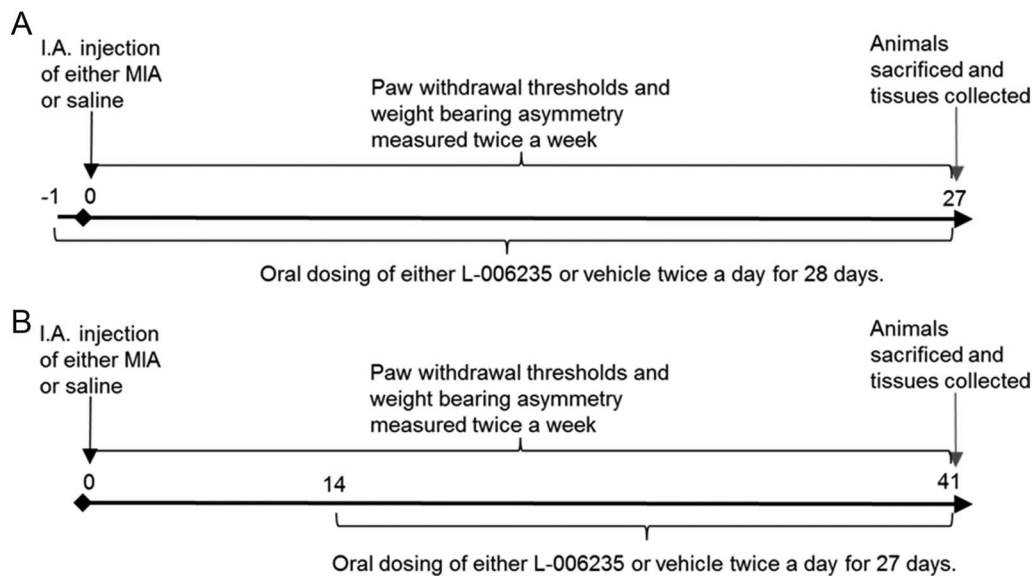 A
I.A. injection
of either MIA
or saline
Paw withdrawal thresholds and
weight bearing asymmetry
measured twice a week
Animals
sacrificed and
tissues collected
-1 0 27
Oral dosing of either L-006235 or vehicle twice a day for 28 days.
B
I.A. injection
of either MIA
or saline
Paw withdrawal thresholds and
weight bearing asymmetry
measured twice a week
Animals
sacrificed and
tissues collected
0 14 41
Oral dosing of either L-006235 or vehicle twice a day for 27 days.